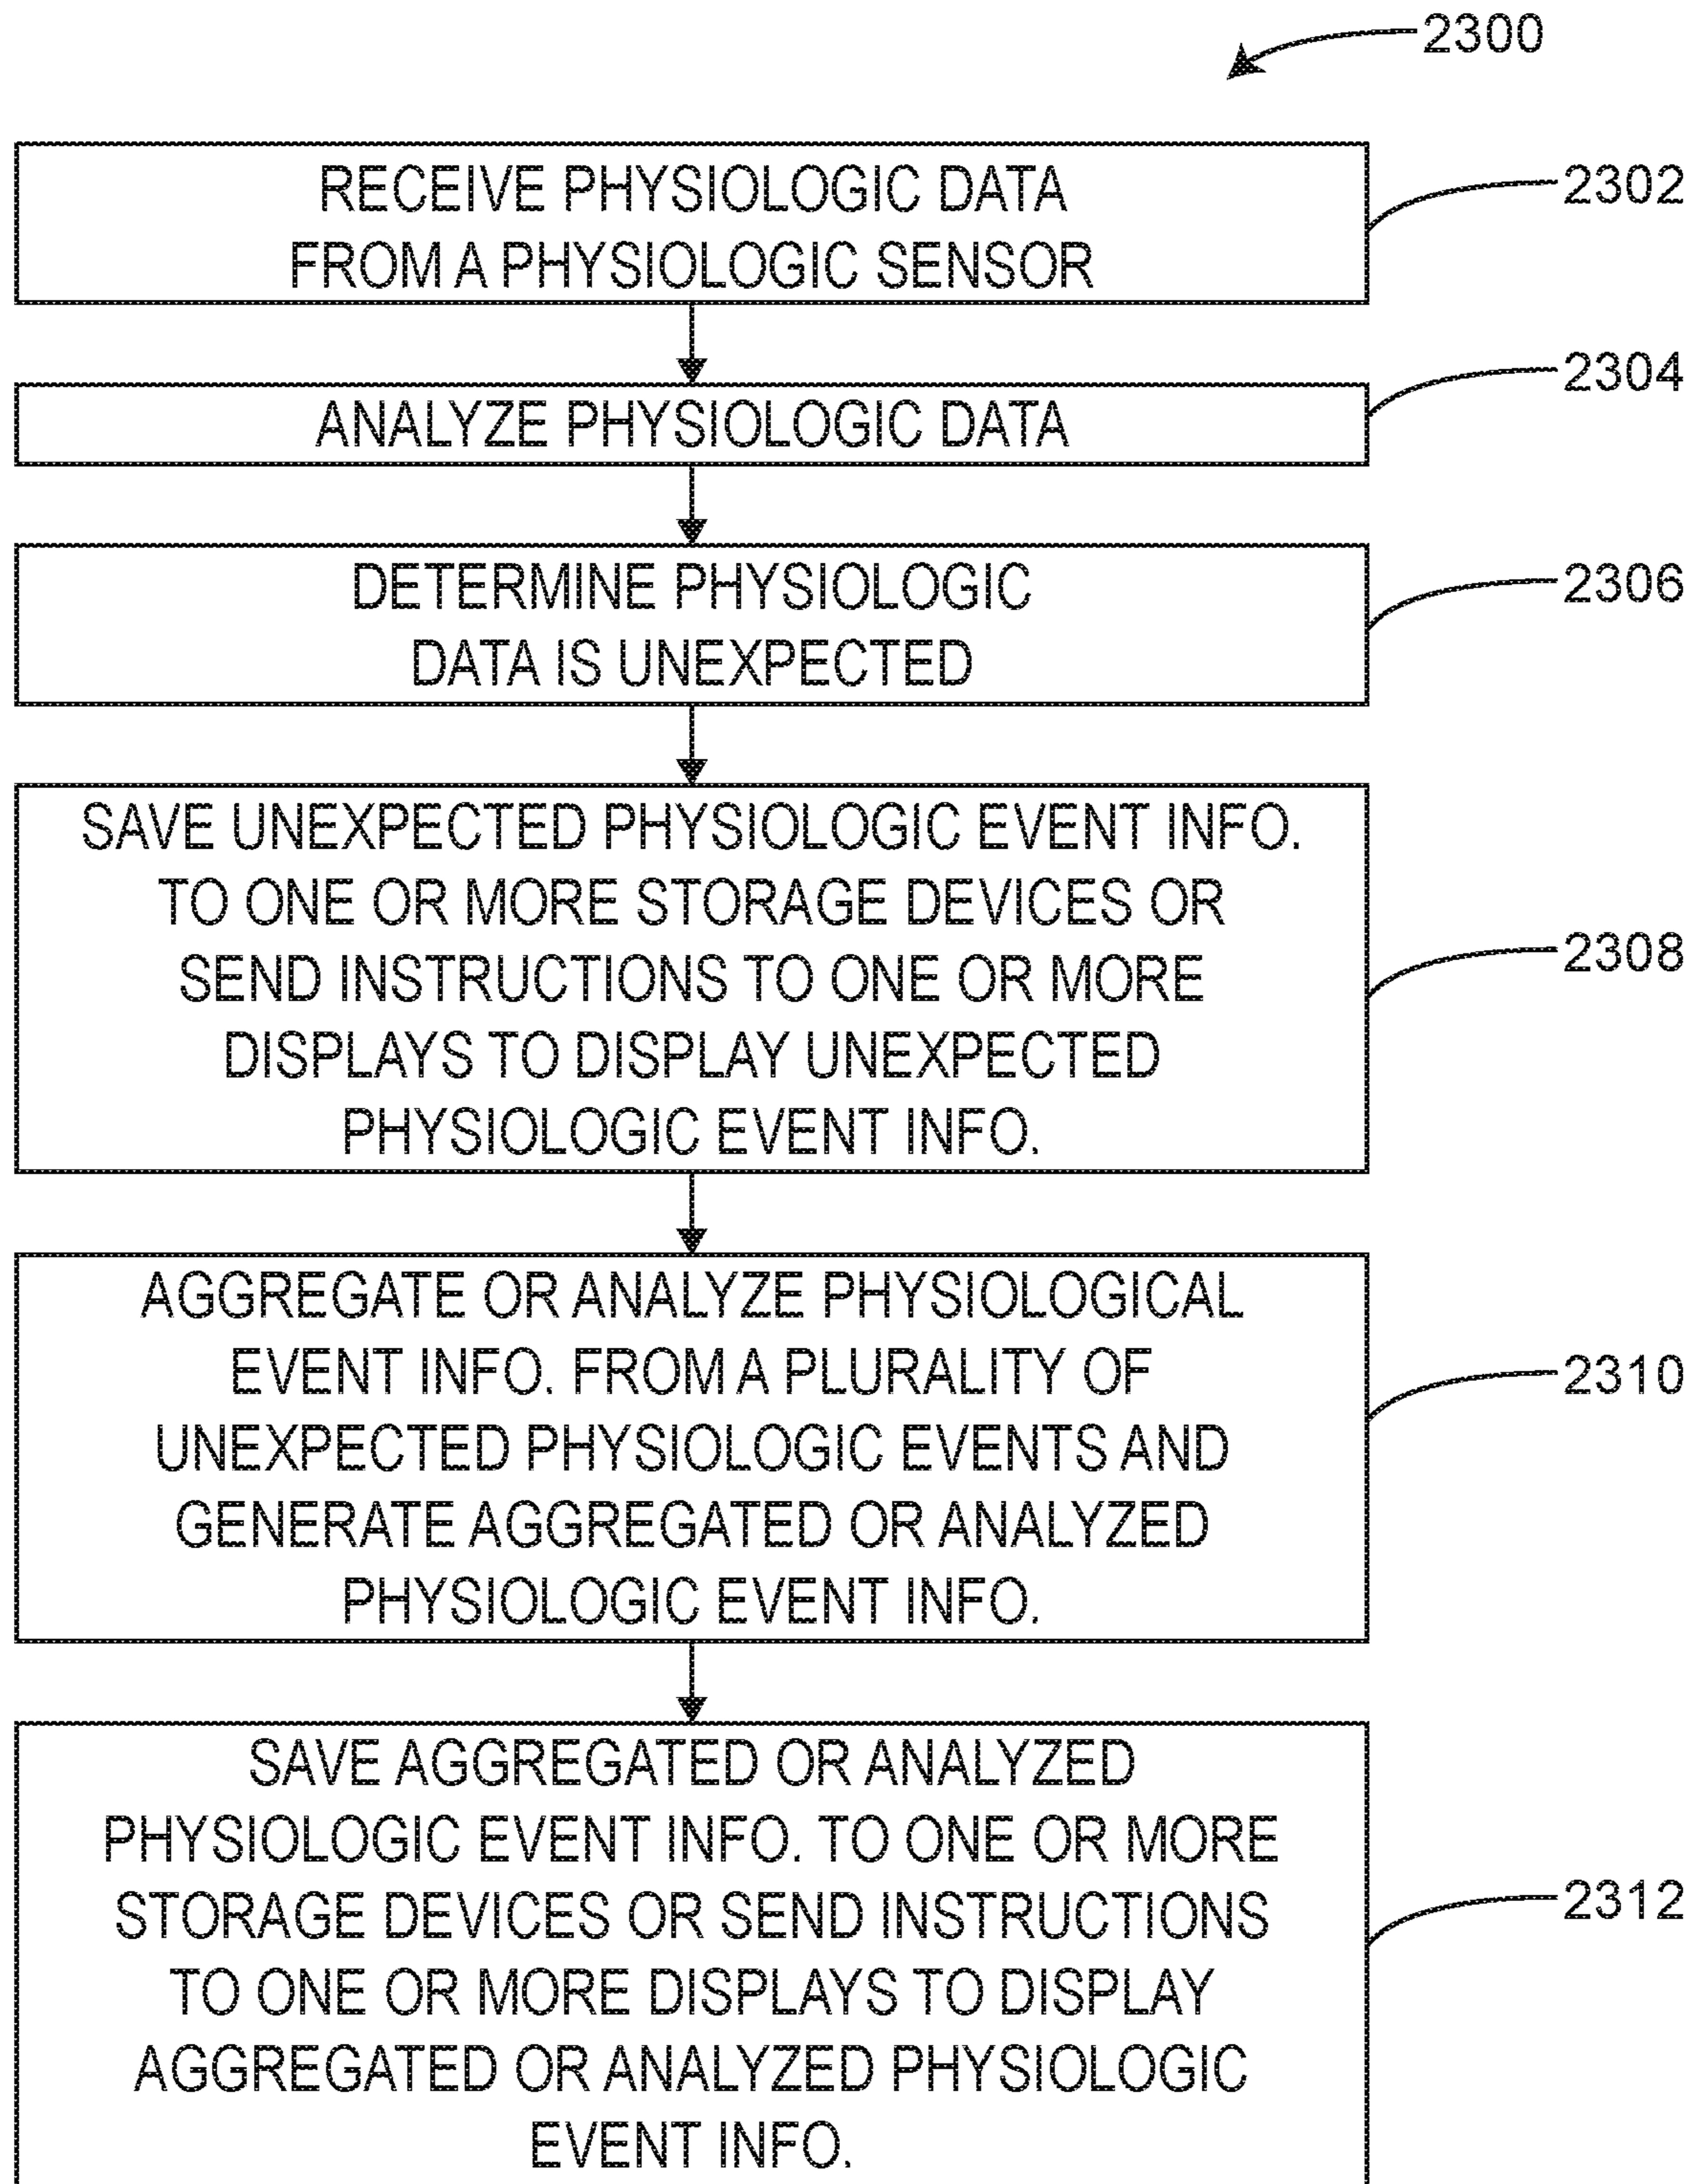 2300
RECEIVE PHYSIOLOGIC DATA
FROM A PHYSIOLOGIC SENSOR
2302
ANALYZE PHYSIOLOGIC DATA
2304
DETERMINE PHYSIOLOGIC
DATA IS UNEXPECTED
2306
SAVE UNEXPECTED PHYSIOLOGIC EVENT INFO.
TO ONE OR MORE STORAGE DEVICES OR
SEND INSTRUCTIONS TO ONE OR MORE
DISPLAYS TO DISPLAY UNEXPECTED
PHYSIOLOGIC EVENT INFO.
2308
AGGREGATE OR ANALYZE PHYSIOLOGICAL
EVENT INFO. FROM A PLURALITY OF
UNEXPECTED PHYSIOLOGIC EVENTS AND
GENERATE AGGREGATED OR ANALYZED
PHYSIOLOGIC EVENT INFO.
2310
SAVE AGGREGATED OR ANALYZED
PHYSIOLOGIC EVENT INFO. TO ONE OR MORE
STORAGE DEVICES OR SEND INSTRUCTIONS
TO ONE OR MORE DISPLAYS TO DISPLAY
AGGREGATED OR ANALYZED PHYSIOLOGIC
EVENT INFO.
2312